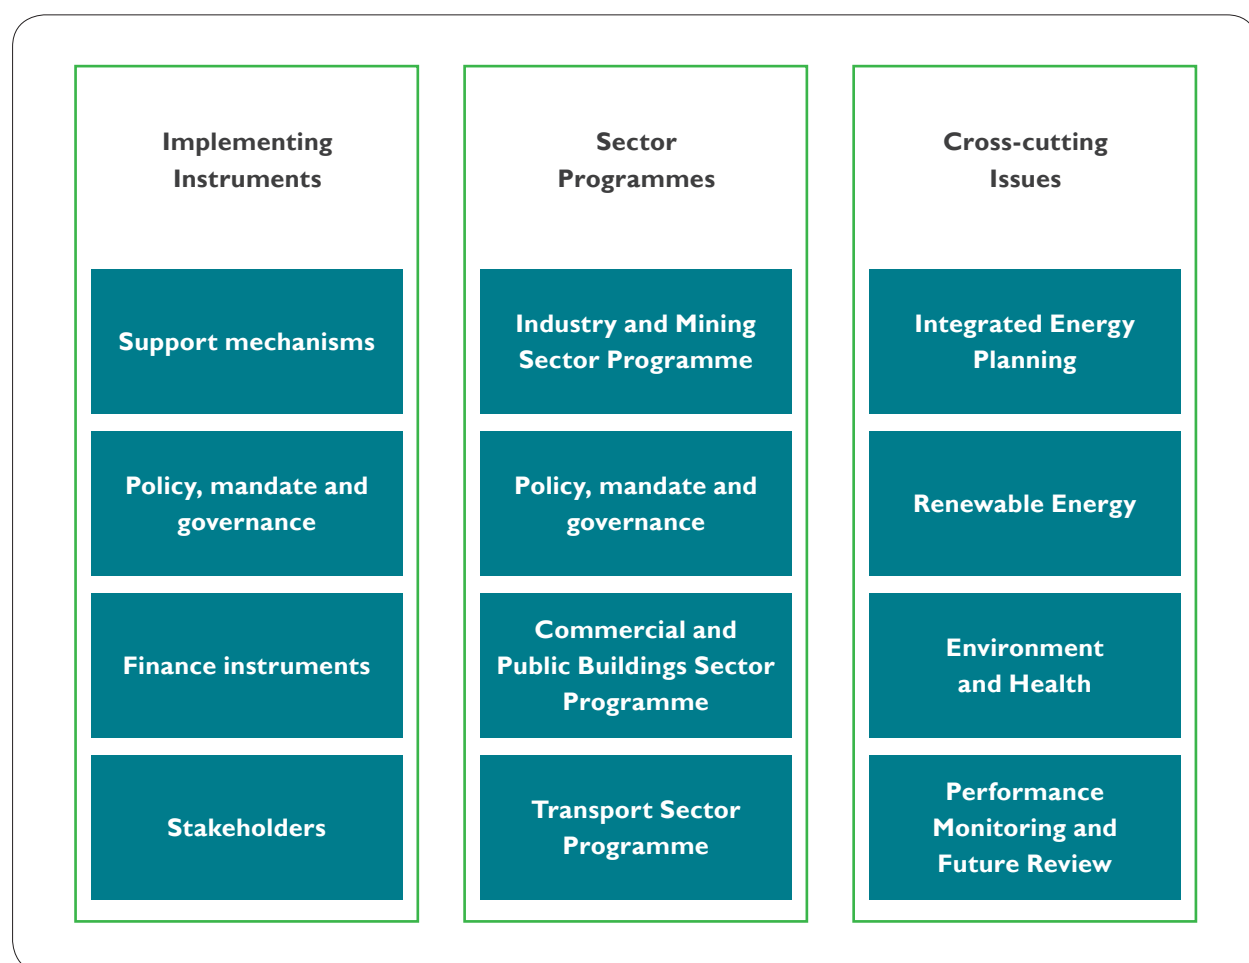 Implementing
Instruments
Support mechanisms
Policy, mandate and
governance
Finance instruments
Stakeholders
Sector
Programmes
Industry and Mining
Sector Programme
Policy, mandate and
governance
Commercial and
Public Buildings Sector
Programme
Transport Sector
Programme
Cross-cutting
Issues
Integrated Energy
Planning
Renewable Energy
Environment
and Health
Performance
Monitoring and
Future Review